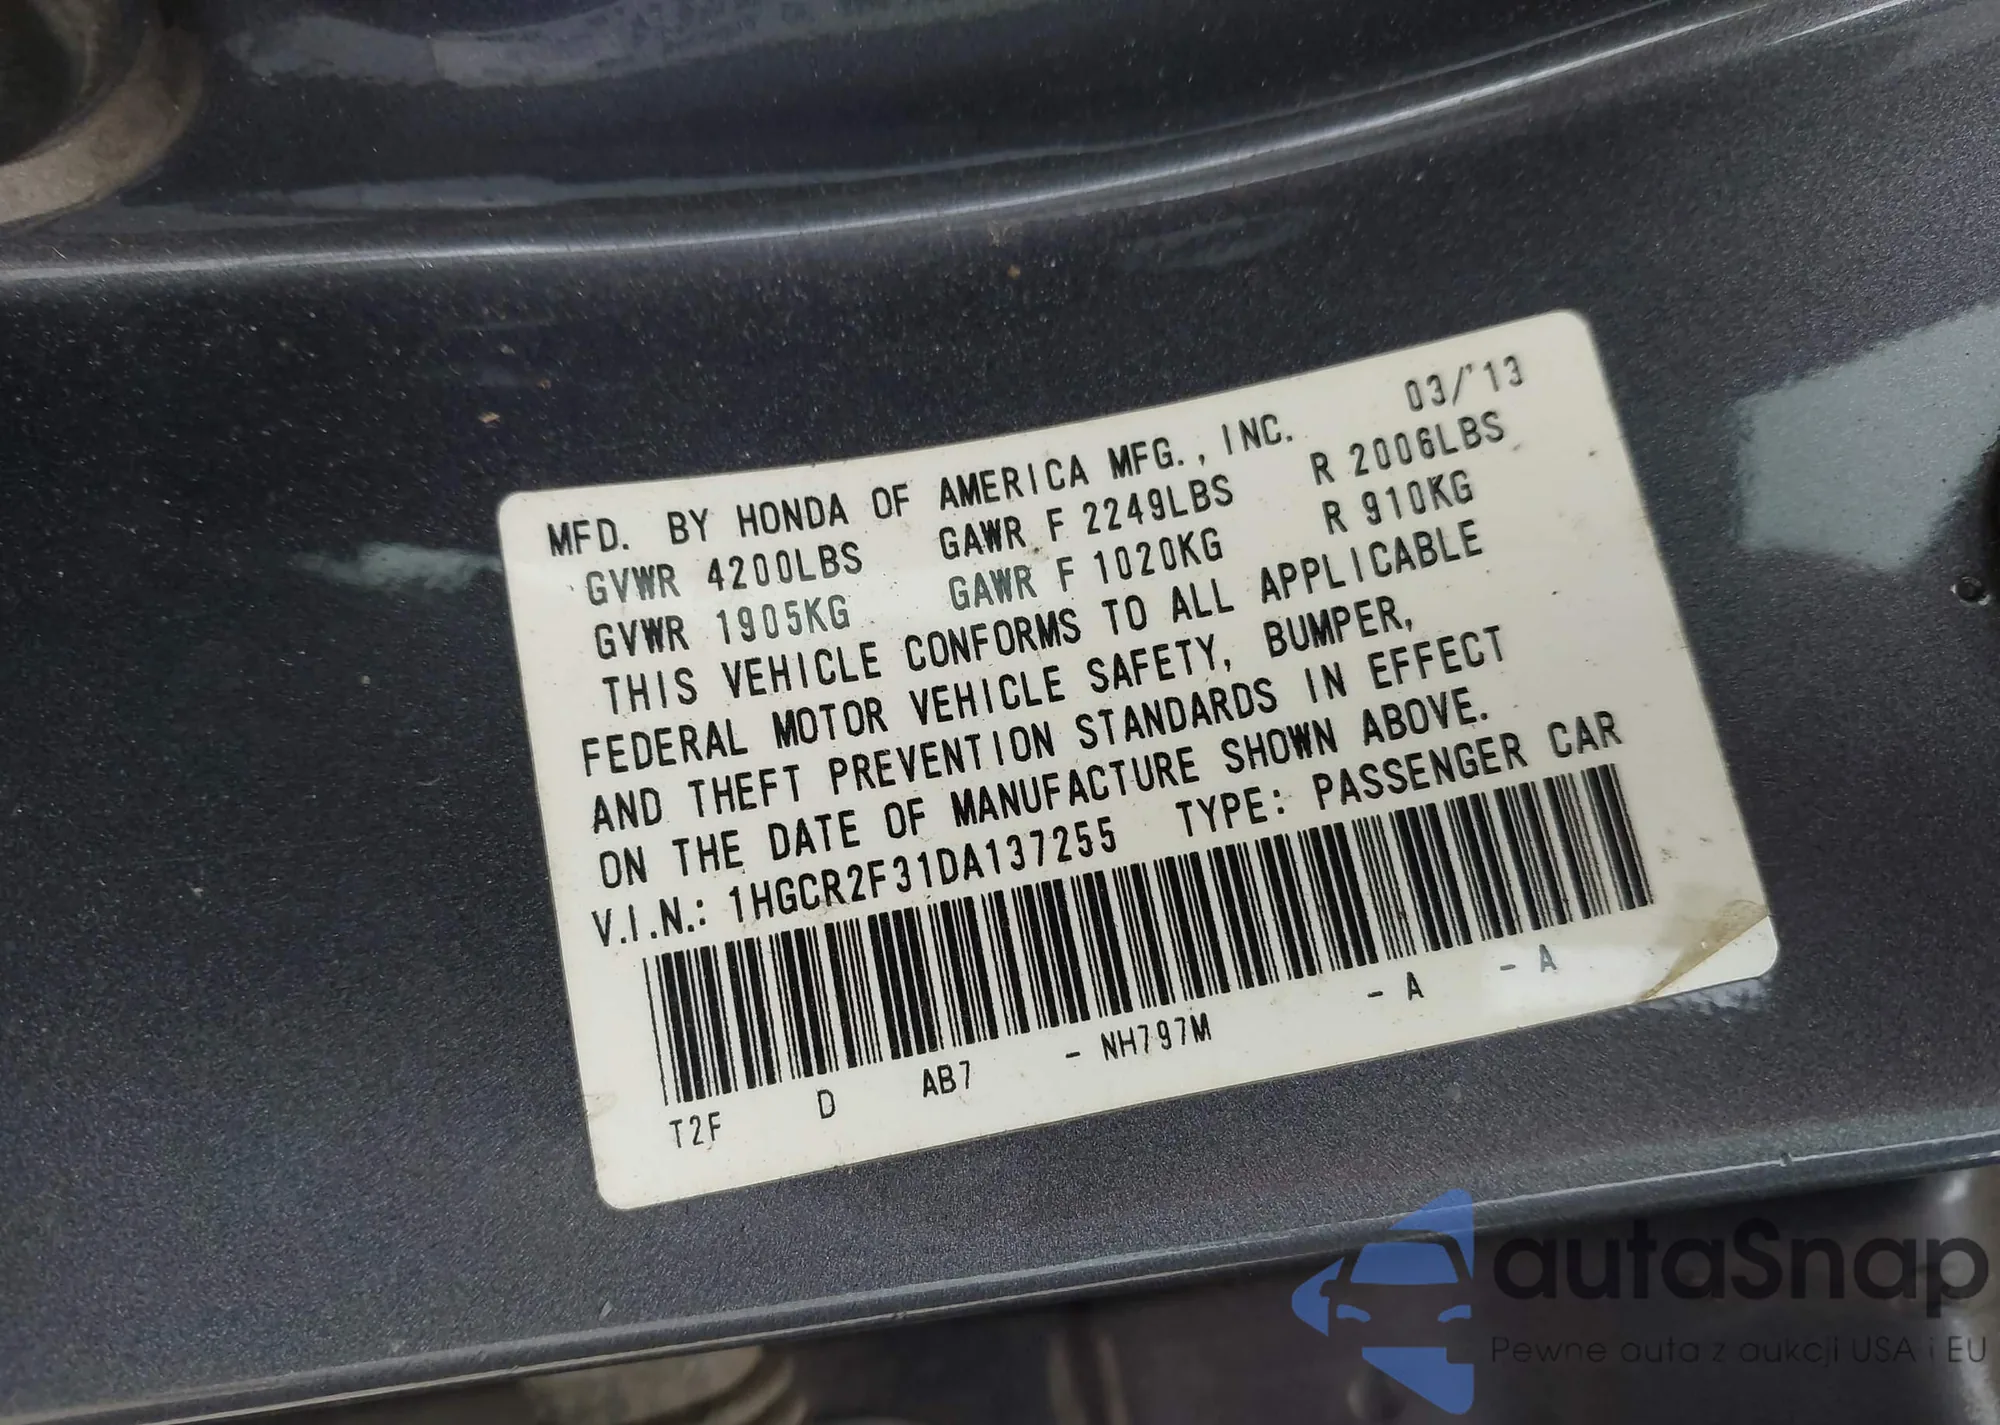 MFD. BY HONDA OF AMERICA MFG., INC. 03/'13
GVWR 4200LBS GAWR F 2249LBS R 2006LBS
GVWR 1905KG GAWR F 1020KG R 910KG
THIS VEHICLE CONFORMS TO ALL APPLICABLE
FEDERAL MOTOR VEHICLE SAFETY, BUMPER,
AND THEFT PREVENTION STANDARDS IN EFFECT
ON THE DATE OF MANUFACTURE SHOWN ABOVE.
V.I.N.: 1HGCR2F31DA137255 TYPE: PASSENGER CAR
T2F D AB7 - NH797M - A - A
autaSnap
Pewne auta z aukcji USA i EU